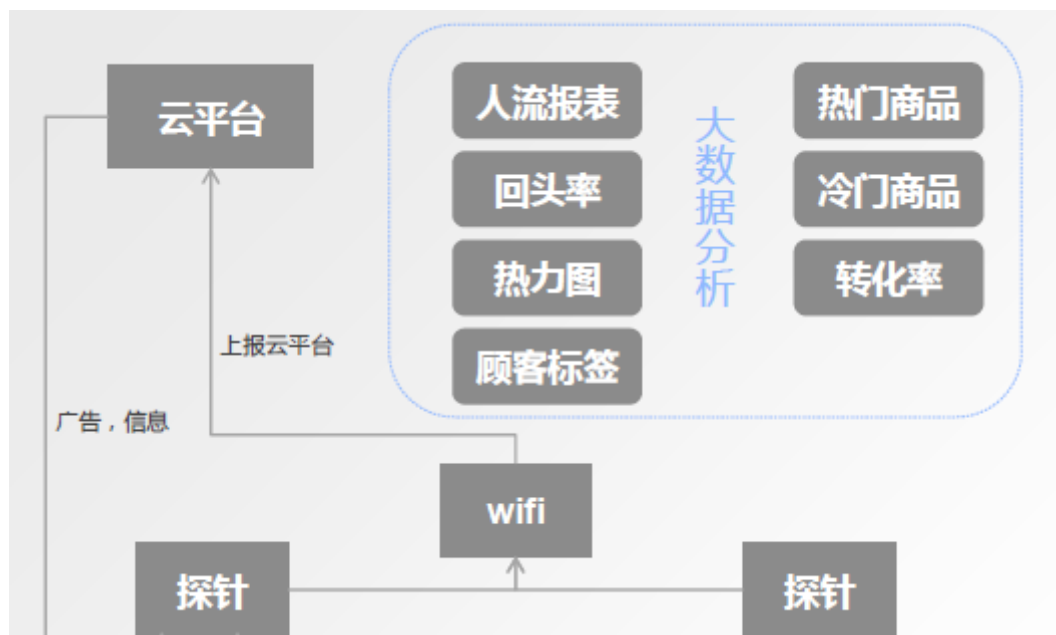 云平台
人流报表
回头率
热力图
顾客标签
大数据分析
热门商品
冷门商品
转化率
上报云平台
广告，信息
wifi
探针
探针